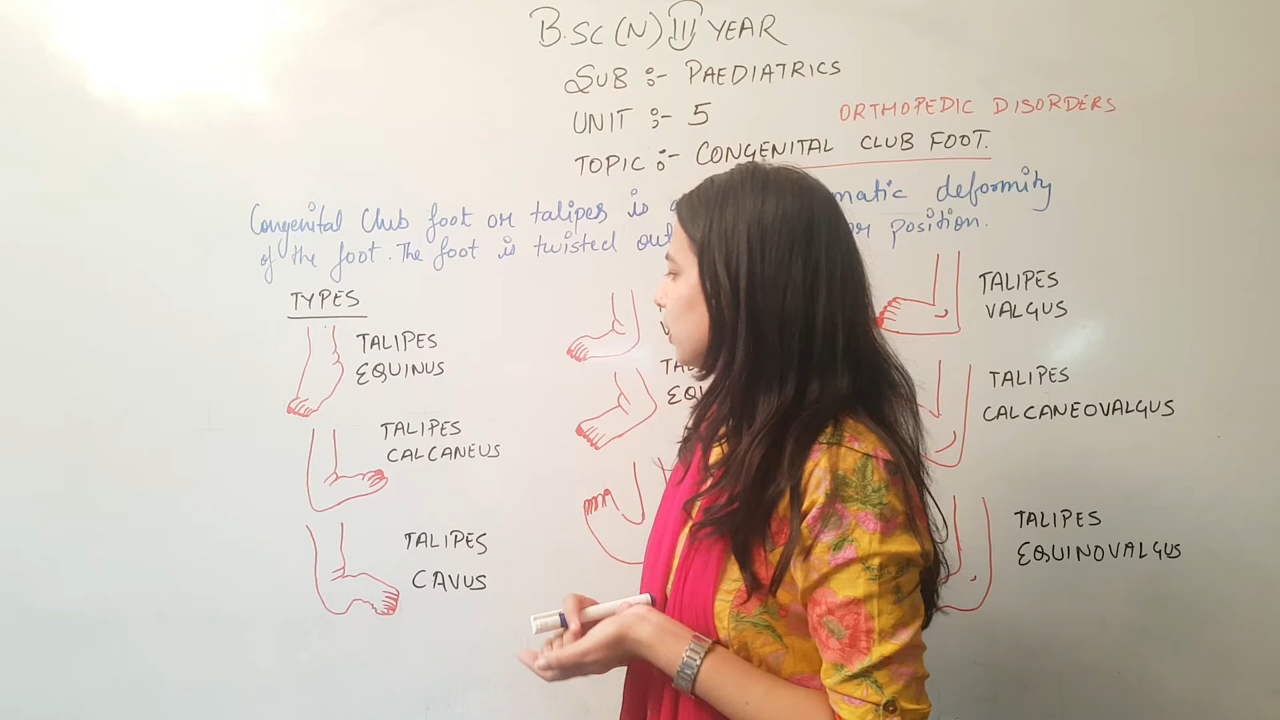 B.SC (N) III YEAR
SUB :- PAEDIATRICS
UNIT :- 5
ORTHOPEDIC DISORDERS
TOPIC :- CONGENITAL CLUB FOOT.
Congenital Club foot or talipes is deformity
of the foot. The foot is twisted out position.
TYPES
TALIPES
EQUINUS
TALIPES
CALCANEUS
TALIPES
CAVUS
TALIPES
VALGUS
TALIPES
CALCANEOVALGUS
TALIPES
EQUINOVALGUS